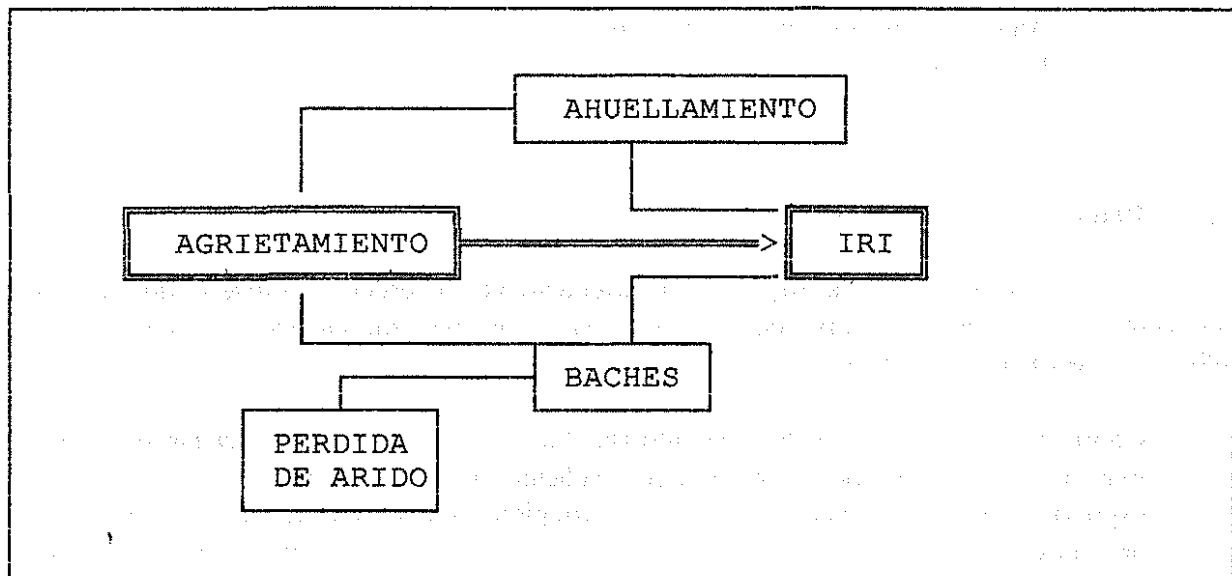 AHUELLAMIENTO
AGRIETAMIENTO
IRI
BACHES
PERDIDA
DE ARIDO